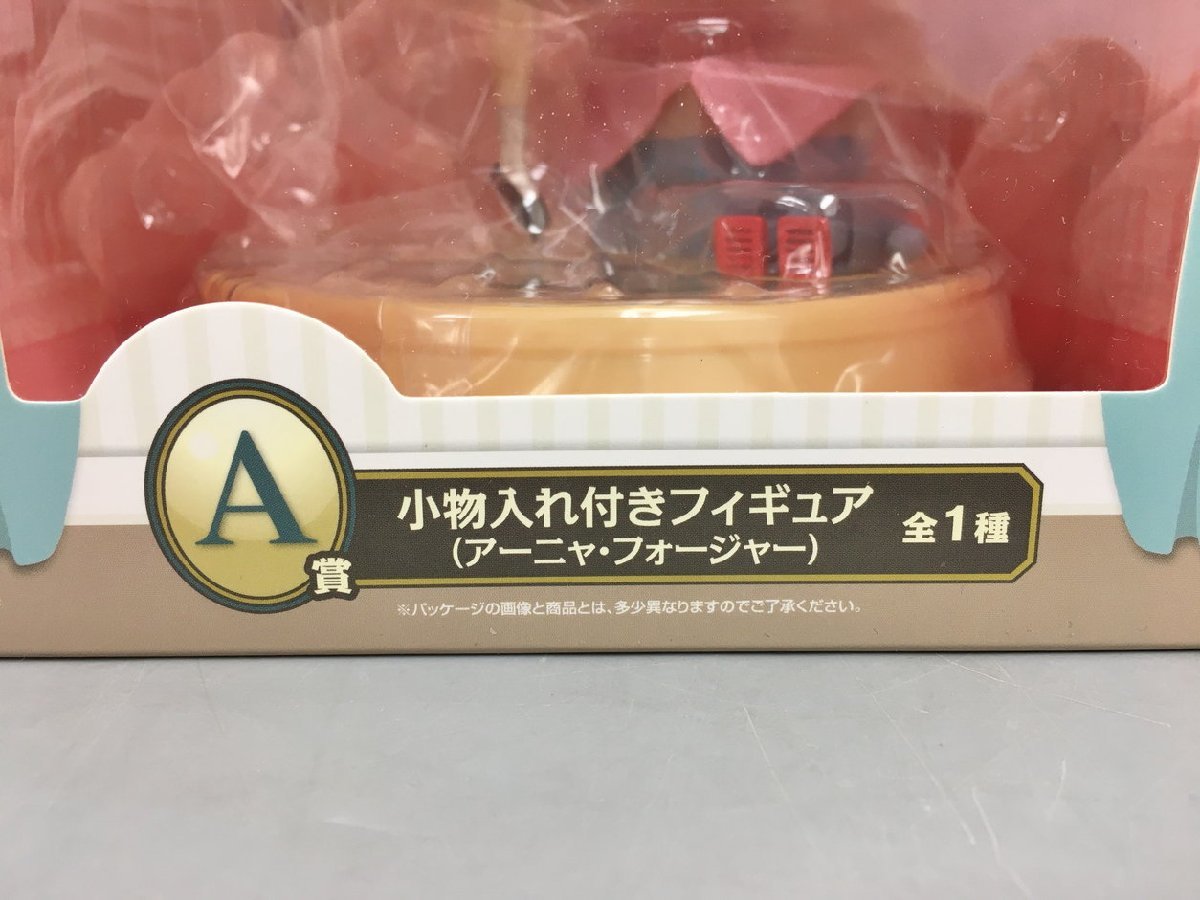 A賞
小物入れ付きフィギュア
(アーニャ・フォージャー)
全1種
※パッケージの画像と商品とは、多少異なりますのでご了承ください。